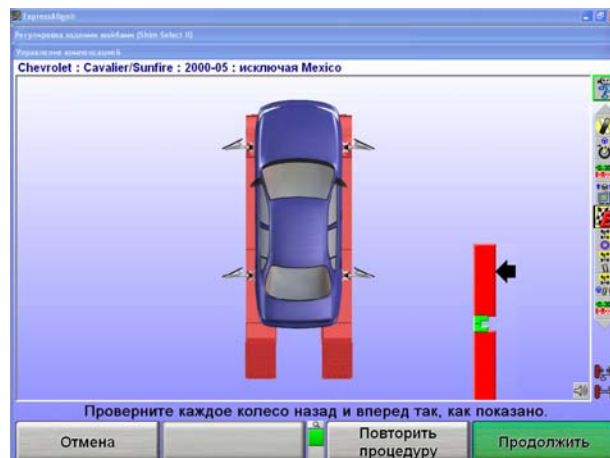 ExpressAlign®
Регулировка задними шайбами (Shim Select II)
Управление компенсацией
Chevrolet : Cavalier/Sunfire : 2000-05 : исключая Mexico
Проверните каждое колесо назад и вперед так, как показано.
Отмена
Повторить
процедуру
Продолжить